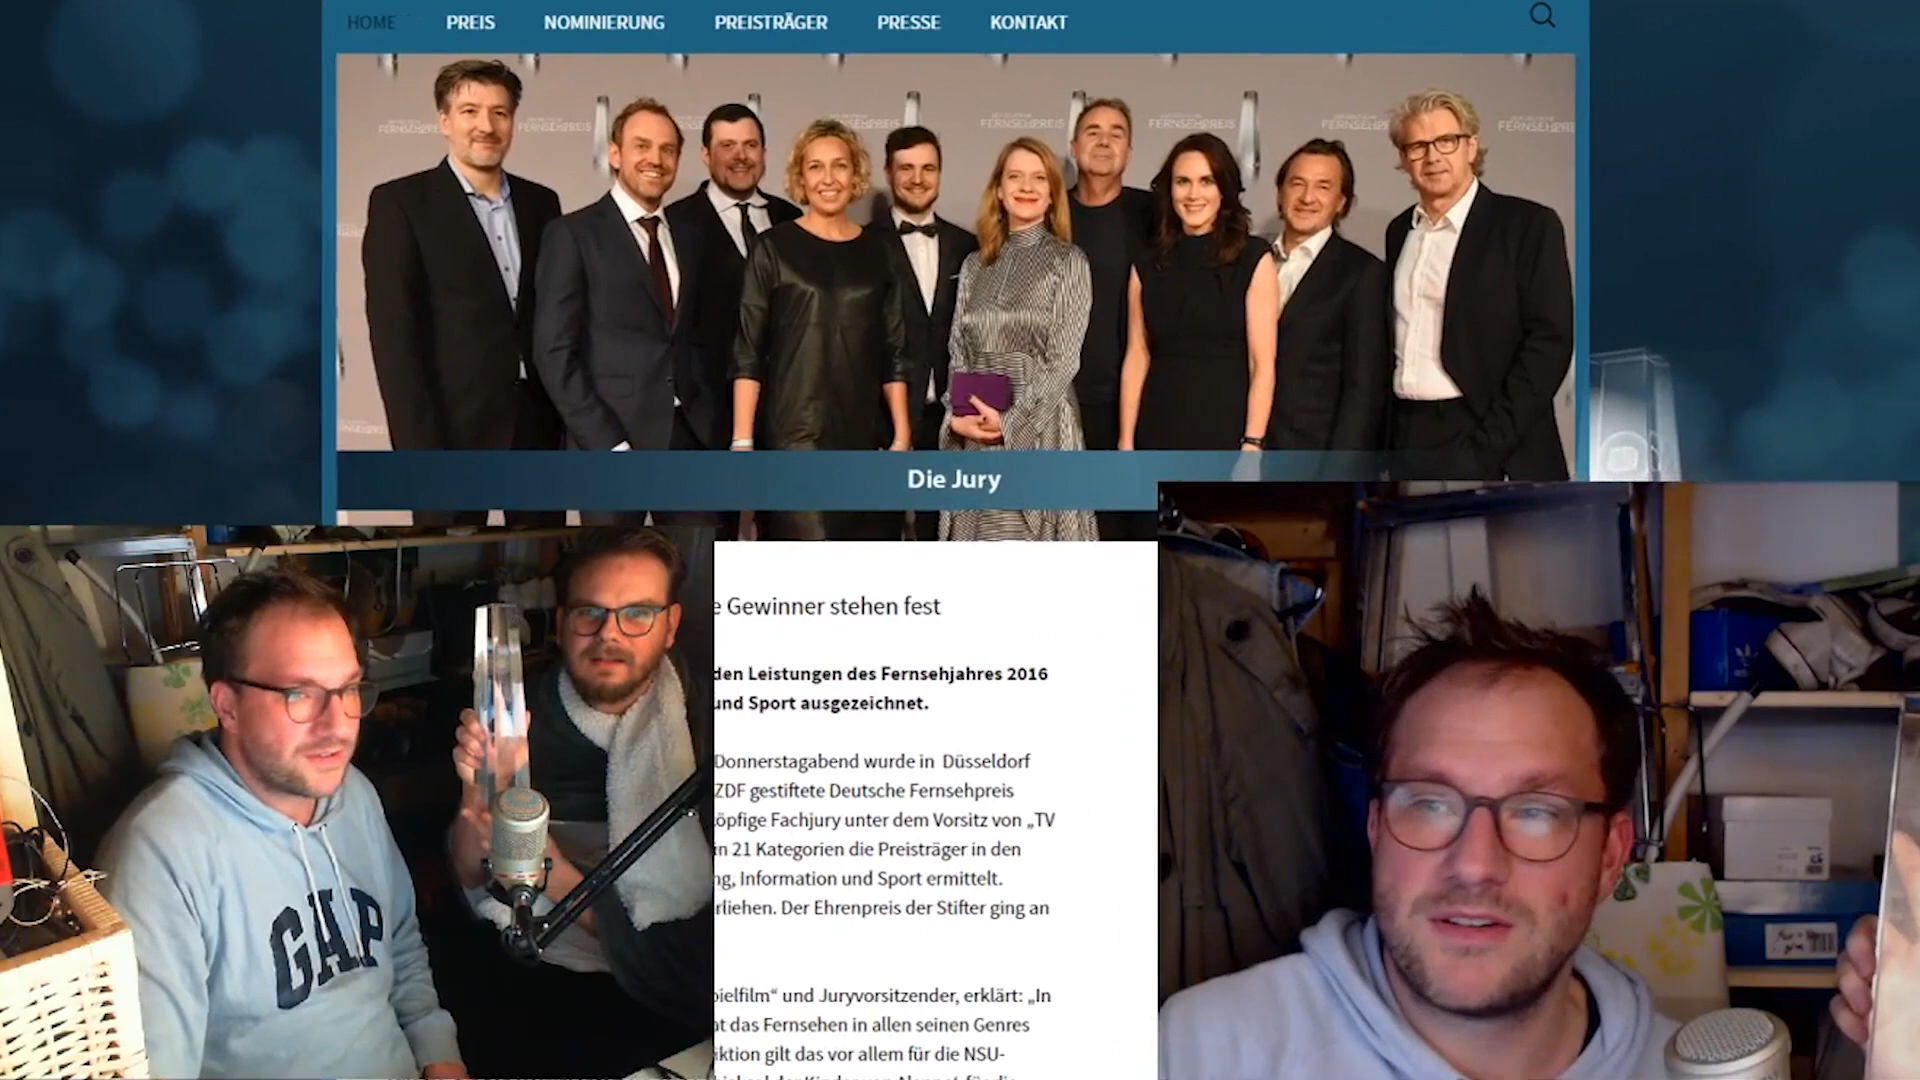 HOME PREIS NOMINIERUNG PREISTRÄGER PRESSE KONTAKT
FERNSEHPREIS FERNSEHPREIS FERNSEHPREIS FERNSEHPREIS
Die Jury
e Gewinner stehen fest
den Leistungen des Fernsehjahres 2016
und Sport ausgezeichnet.
Donnerstagabend wurde in Düsseldorf
ZDF gestiftete Deutsche Fernsehpreis
köpfige Fachjury unter dem Vorsitz von „TV
in 21 Kategorien die Preisträger in den
ng, Information und Sport ermittelt.
rliehen. Der Ehrenpreis der Stifter ging an
pielfilm“ und Juryvorsitzender, erklärt: „In
at das Fernsehen in allen seinen Genres
iktion gilt das vor allem für die NSU-
GAP